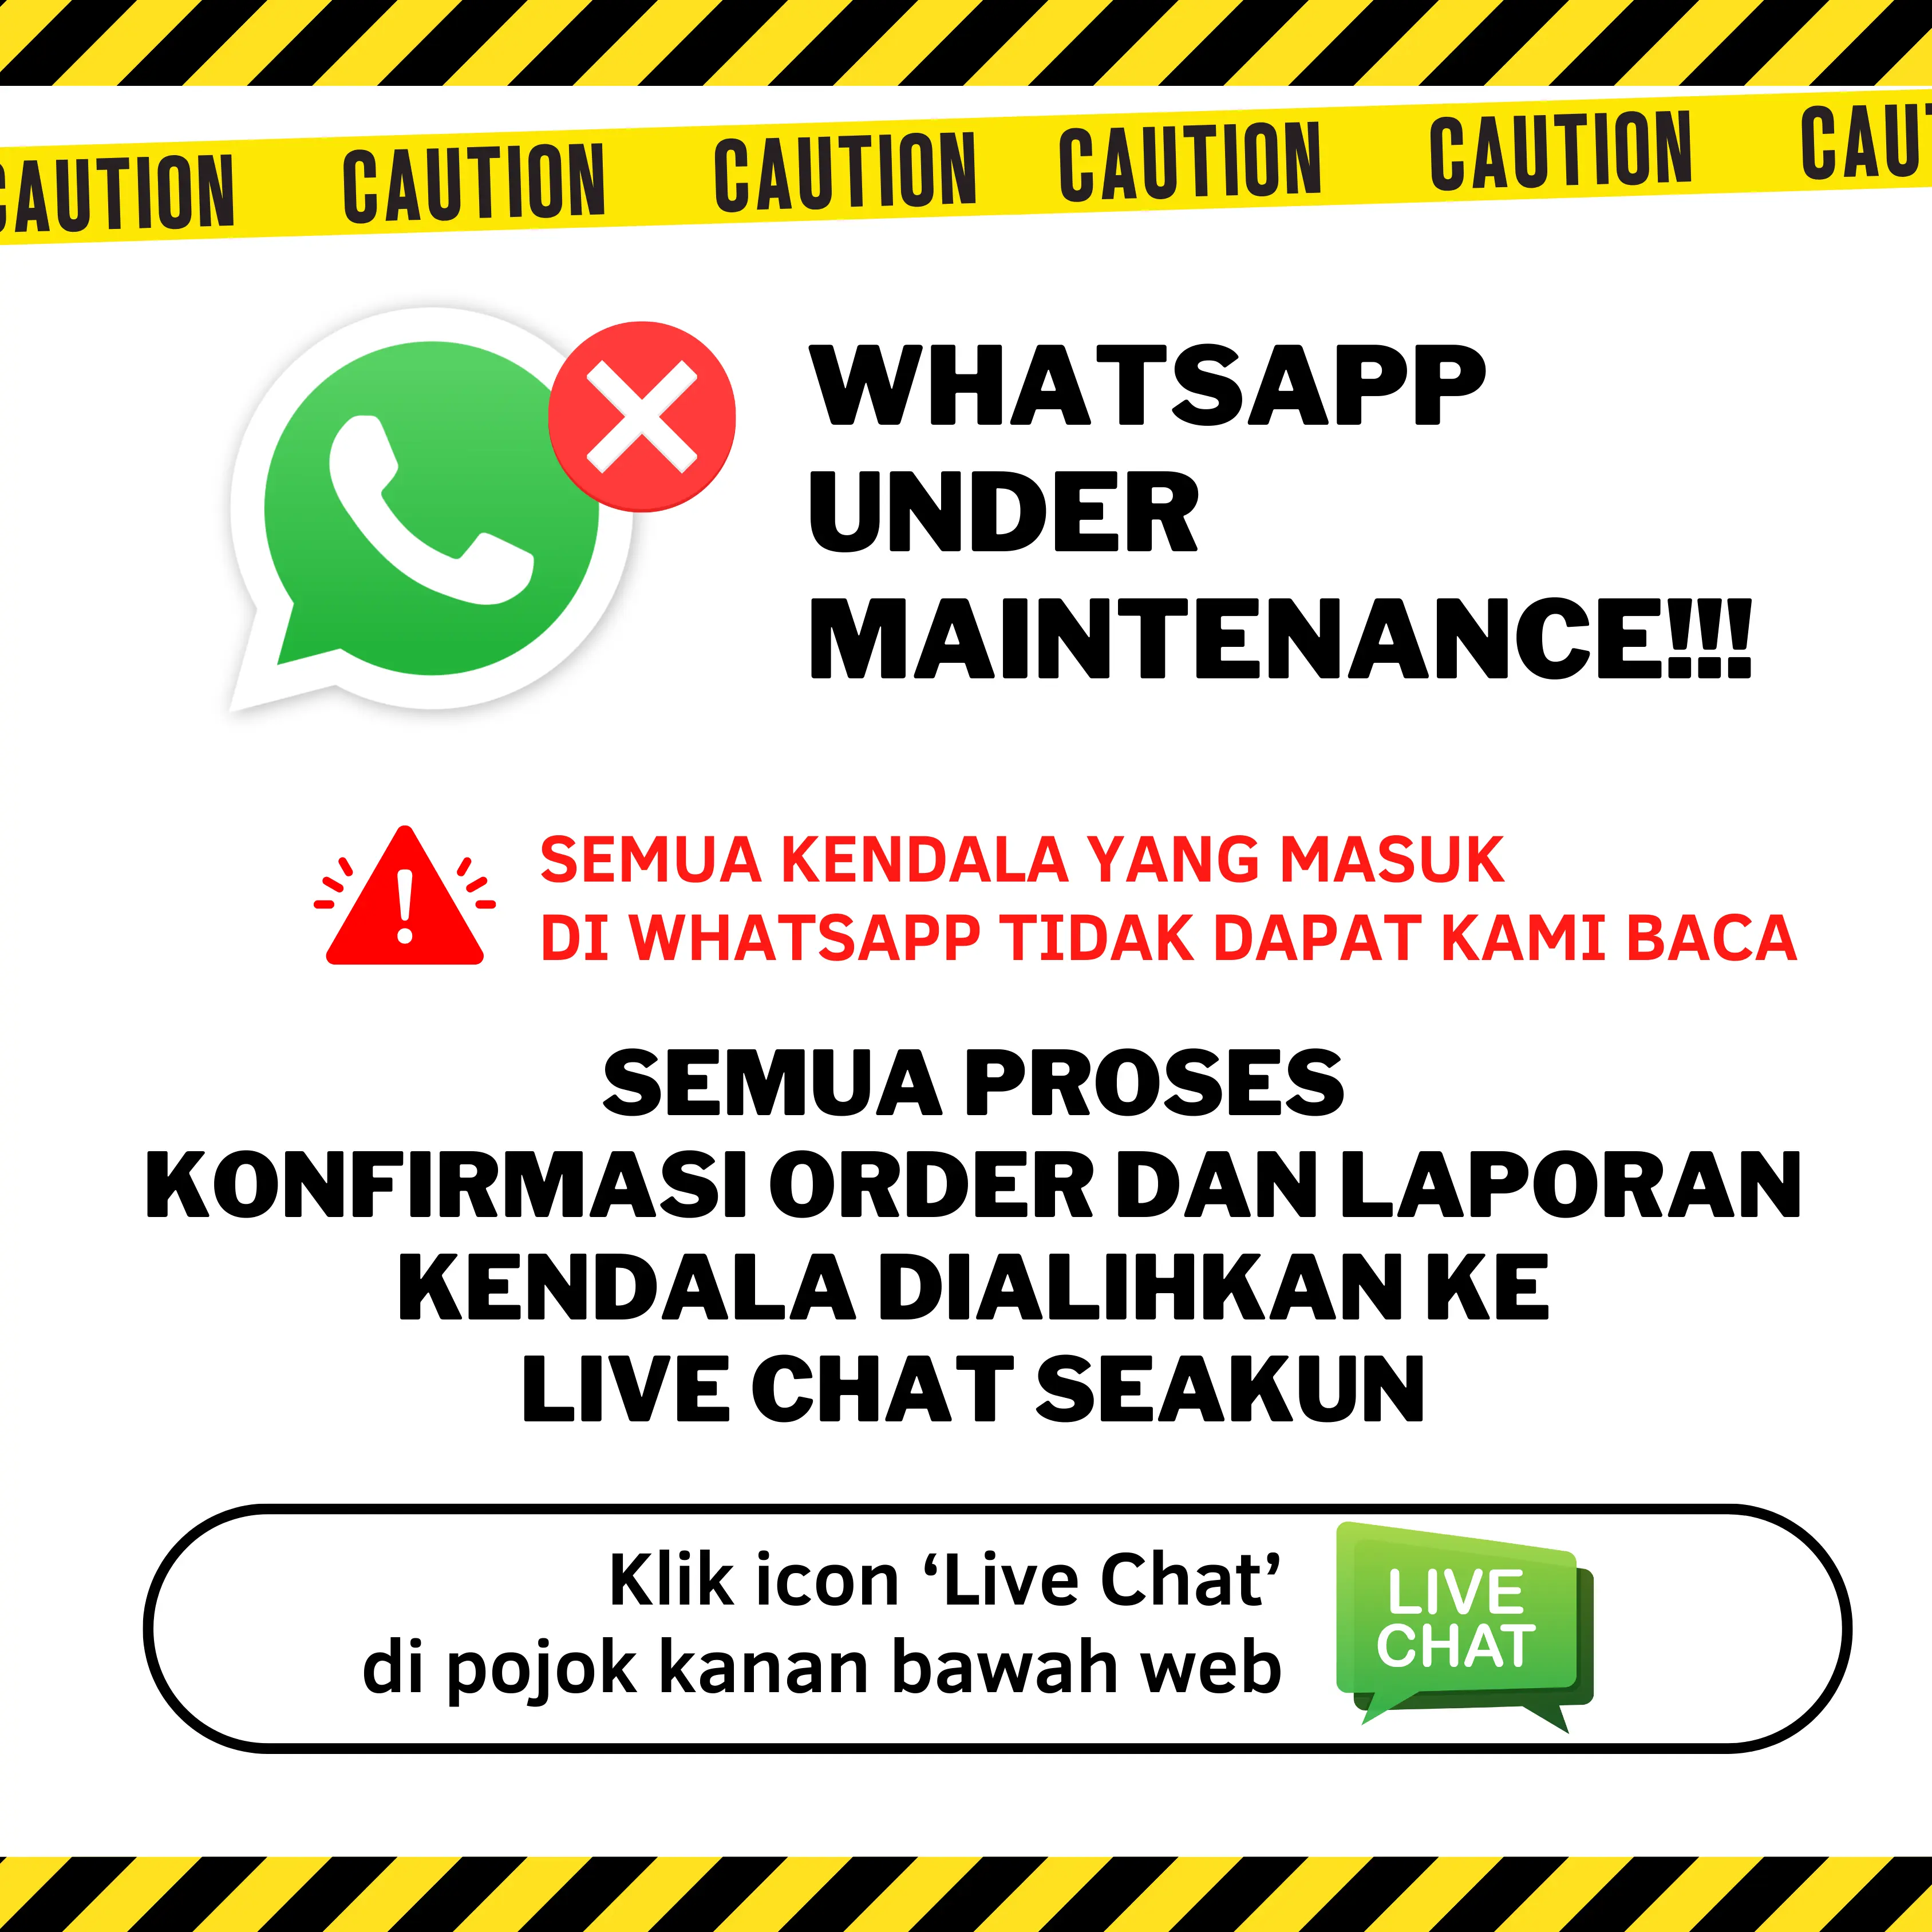 CAUTION CAUTION CAUTION CAUTION CAUTION CAUT
WHATSAPP
UNDER
MAINTENANCE!!!
SEMUA KENDALA YANG MASUK
DI WHATSAPP TIDAK DAPAT KAMI BACA
SEMUA PROSES
KONFIRMASI ORDER DAN LAPORAN
KENDALA DIALIHKAN KE
LIVE CHAT SEAKUN
Klik icon ‘Live Chat’
di pojok kanan bawah web
LIVE
CHAT